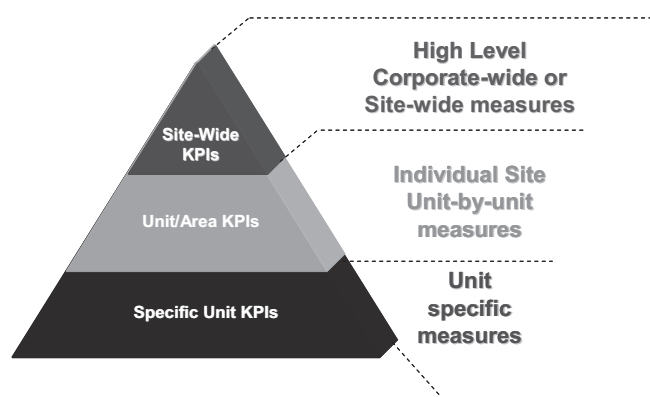 High Level
Corporate-wide or
Site-wide measures
Site-Wide
KPIs
Individual Site
Unit-by-unit
measures
Unit/Area KPIs
Unit
specific
measures
Specific Unit KPIs